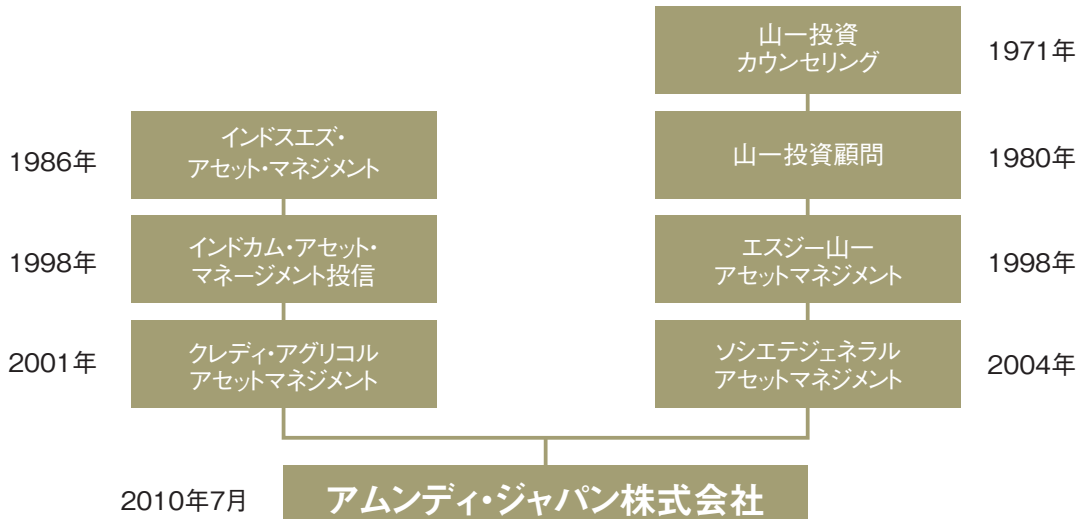 山一投資
カウンセリング
1971年
1986年
インドスエズ・
アセット・マネジメント
山一投資顧問
1980年
1998年
インドカム・アセット・
マネージメント投信
エスジー山一
アセットマネジメント
1998年
2001年
クレディ・アグリコル
アセットマネジメント
ソシエテジェネラル
アセットマネジメント
2004年
2010年7月
アムンディ・ジャパン株式会社